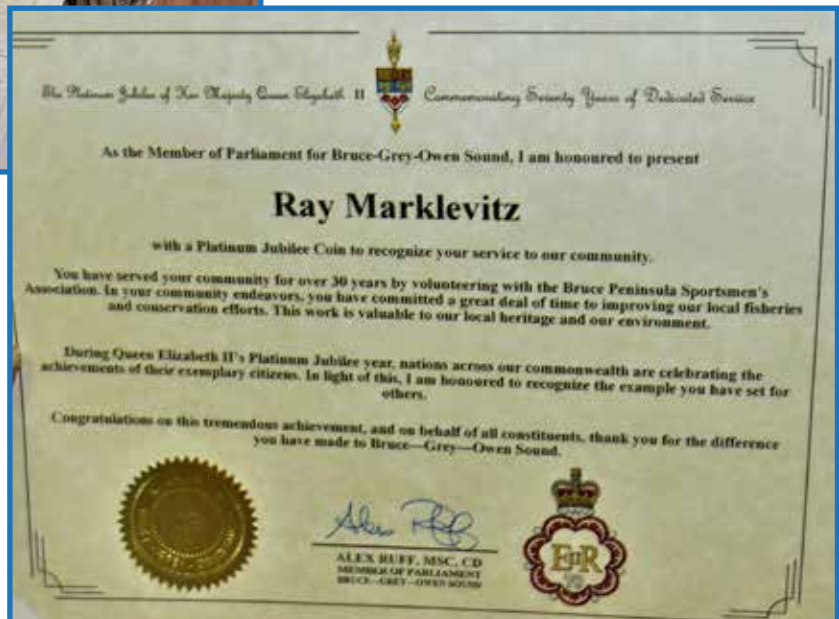 The Platinum Jubilee of Her Majesty Queen Elizabeth II Commemorating Seventy Years of Dedicated Service
As the Member of Parliament for Bruce-Grey-Owen Sound, I am honoured to present
Ray Marklevitz
with a Platinum Jubilee Coin to recognize your service to our community.
You have served your community for over 30 years by volunteering with the Bruce Peninsula Sportsmen's
Association. In your community endeavors, you have committed a great deal of time to improving our local fisheries
and conservation efforts. This work is valuable to our local heritage and our environment.
During Queen Elizabeth II's Platinum Jubilee year, nations across our commonwealth are celebrating the
achievements of their exemplary citizens. In light of this, I am honoured to recognize the example you have set for
others.
Congratulations on this tremendous achievement, and on behalf of all constituents, thank you for the difference
you have made to Bruce—Grey—Owen Sound.
Alex Ruff
ALEX RUFF, MSC, CD
MEMBER OF PARLIAMENT
BRUCE—GREY—OWEN SOUND
EIIR
70